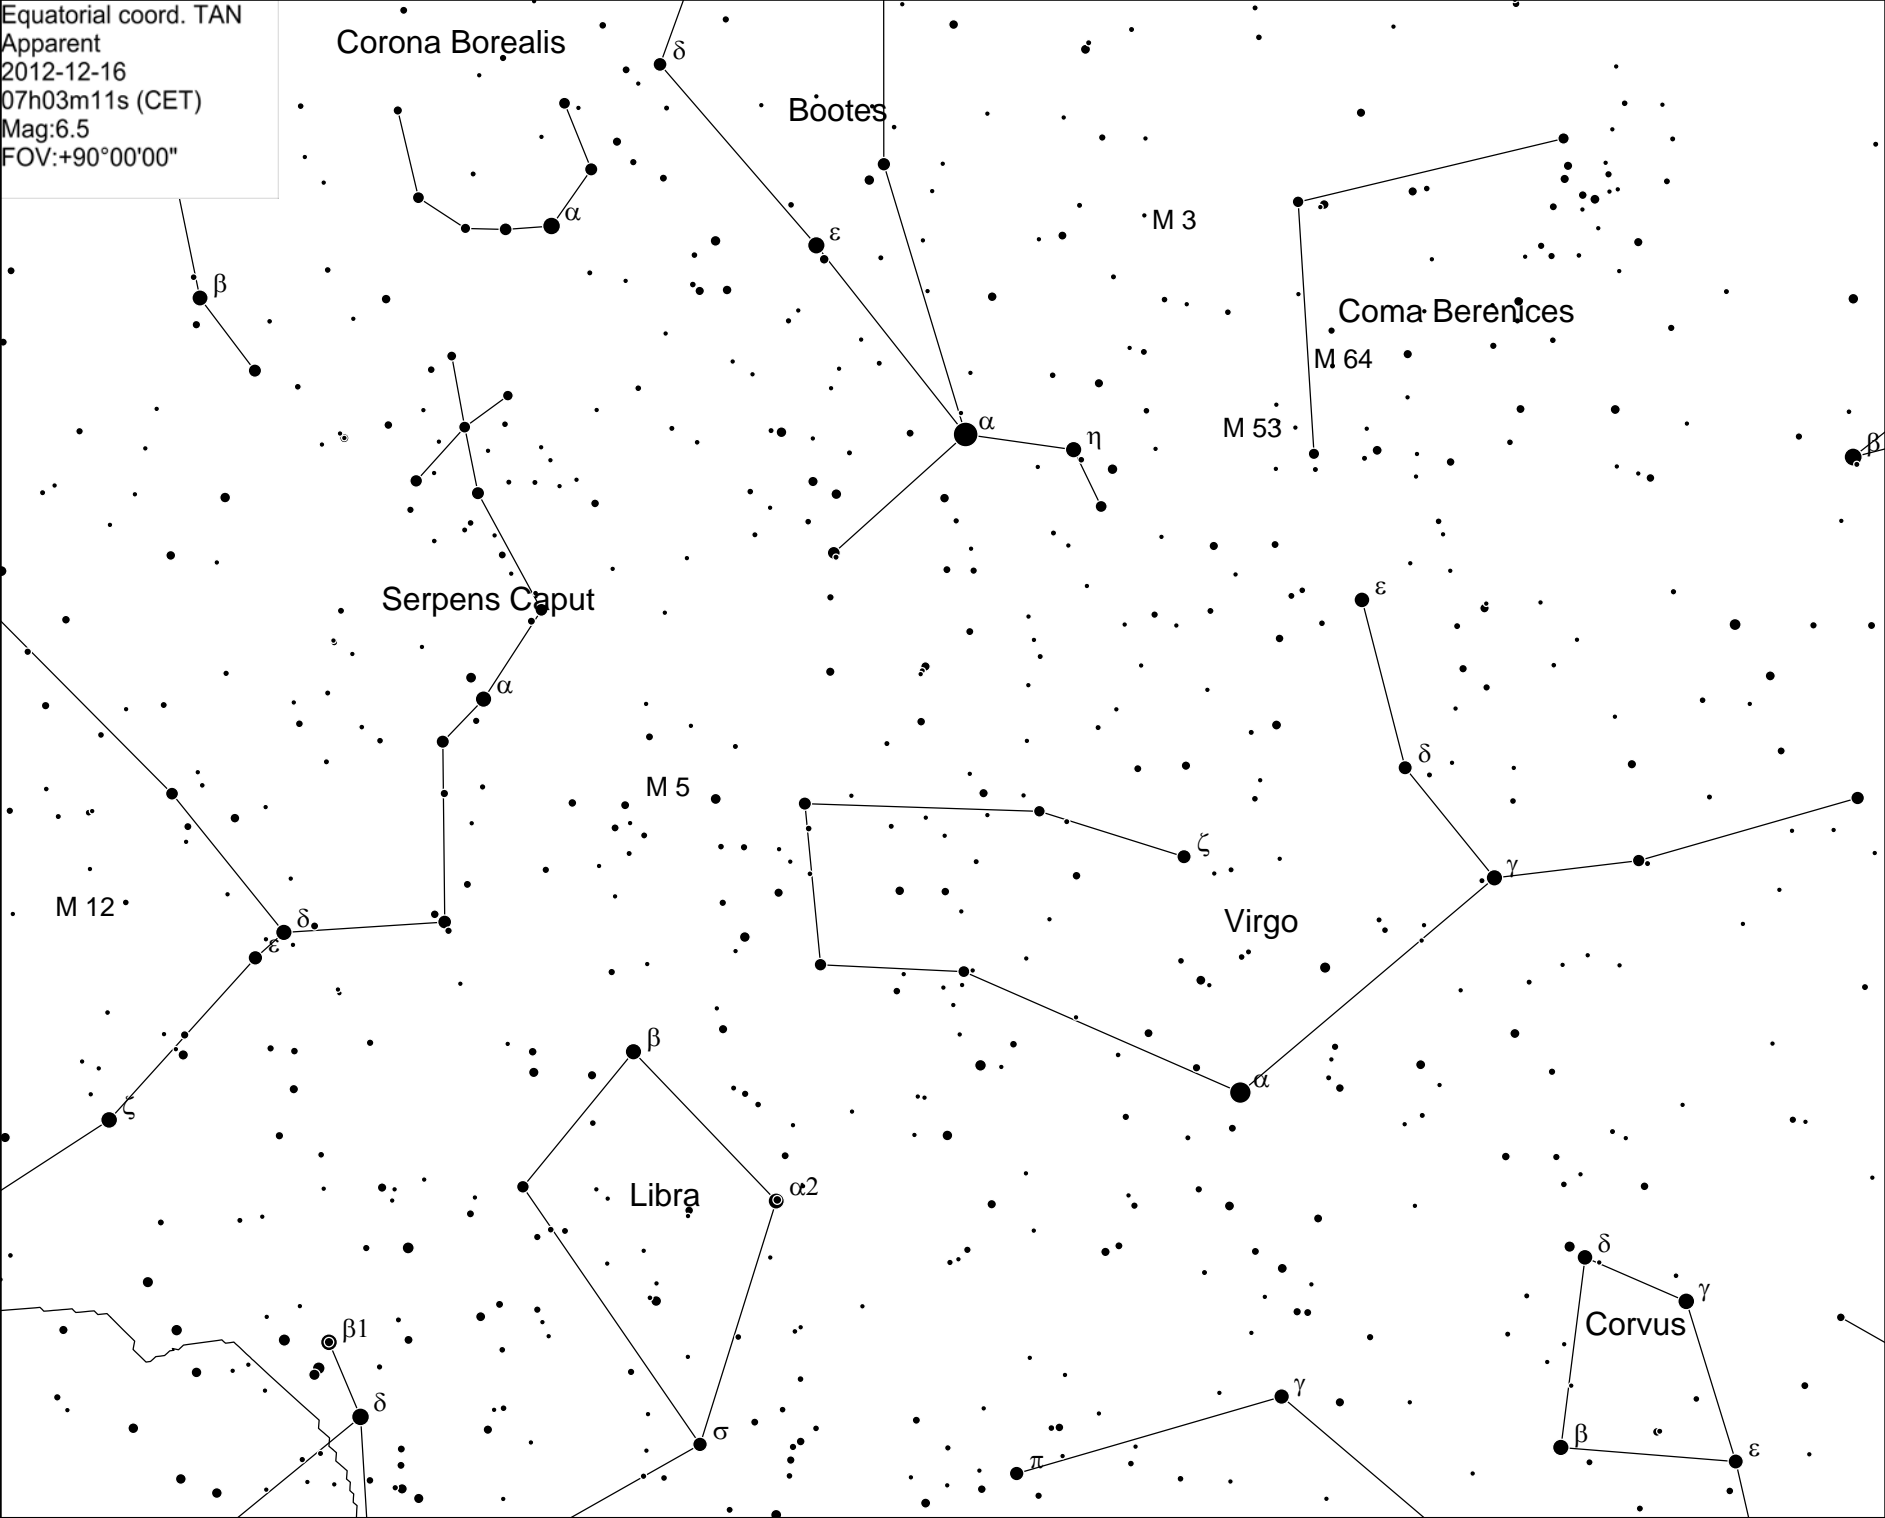 Equatorial coord. TAN
Apparent
2012-12-16
07h03m11s (CET)
Mag:6.5
FOV:+90°00'00"
Corona Borealis
δ
Bootes
α
M 3
ε
β
Coma Berenices
M 64
α
η
M 53
β
Serpens Caput
ε
α
δ
M 5
ζ
γ
M 12
δ
ε
Virgo
β
α
ζ
Libra
α2
δ
γ
Corvus
β1
γ
δ
σ
β
ε
π